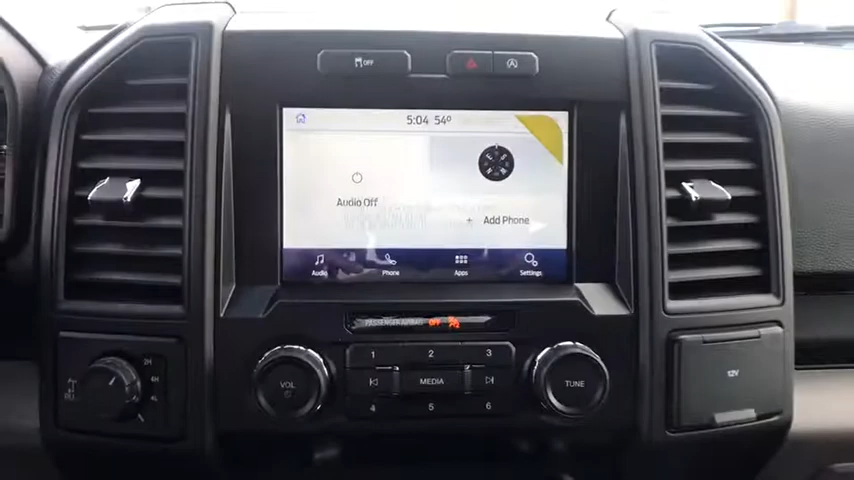 OFF
5:04 54°
Audio Off
+ Add Phone
Audio Phone Apps Settings
PASSENGER AIRBAG OFF
2H
4H
4L
VOL
1 2 3
MEDIA
4 5 6
TUNE
12V